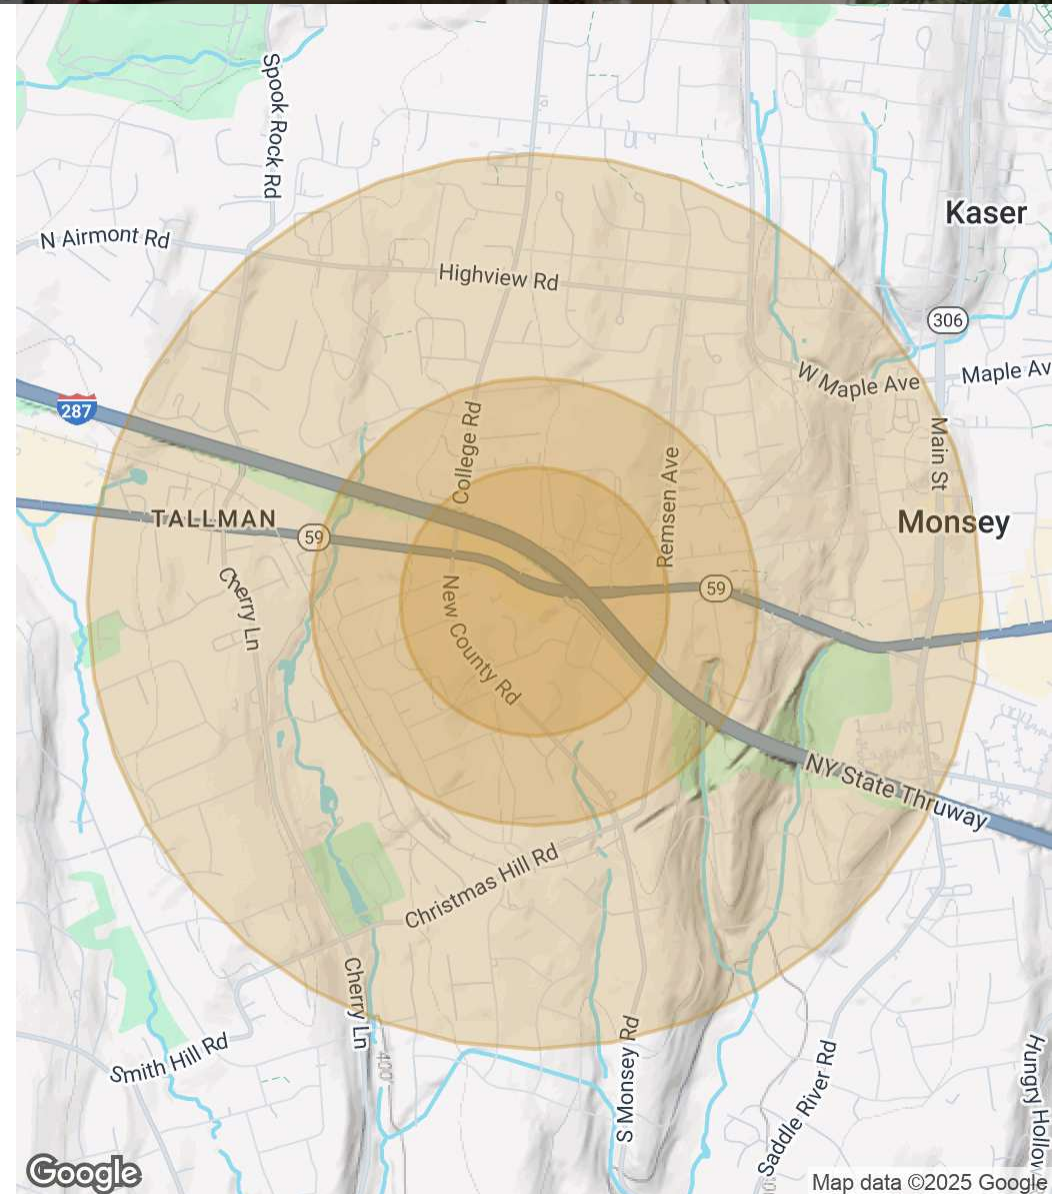 Spook Rock Rd
Kaser
N Airmont Rd
Highview Rd
306
W Maple Ave
Maple Av
287
College Rd
Main St
Remsen Ave
TALLMAN
Monsey
59
Cherry Ln
New County Rd
59
NY State Thruway
Christmas Hill Rd
Cherry Ln
400
Smith Hill Rd
S Monsey Rd
Saddle River Rd
Hungry Hollow
Google
Map data ©2025 Google